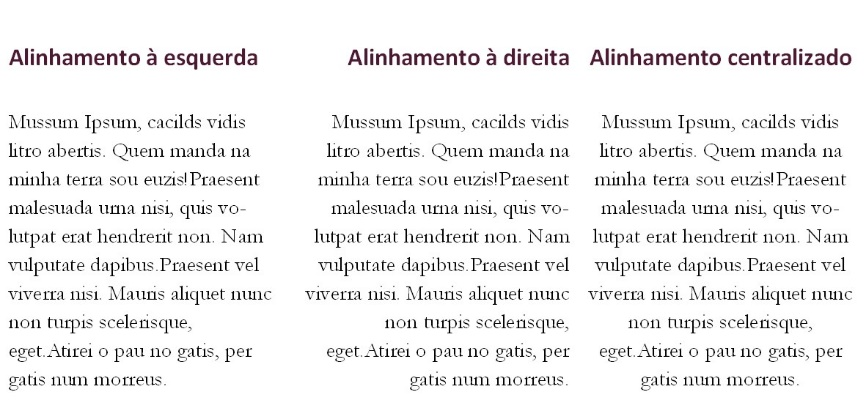 Alinhamento à esquerda
Mussum Ipsum, cacilds vidis
litro abertis. Quem manda na
minha terra sou euzis!Praesent
malesuada urna nisi, quis vo-
lutpat erat hendrerit non. Nam
vulputate dapibus.Praesent vel
viverra nisi. Mauris aliquet nunc
non turpis scelerisque,
eget.Atirei o pau no gatis, per
gatis num morreus.
Alinhamento à direita
Mussum Ipsum, cacilds vidis
litro abertis. Quem manda na
minha terra sou euzis!Praesent
malesuada urna nisi, quis vo-
lutpat erat hendrerit non. Nam
vulputate dapibus.Praesent vel
viverra nisi. Mauris aliquet nunc
non turpis scelerisque,
eget.Atirei o pau no gatis, per
gatis num morreus.
Alinhamento centralizado
Mussum Ipsum, cacilds vidis
litro abertis. Quem manda na
minha terra sou euzis!Praesent
malesuada urna nisi, quis vo-
lutpat erat hendrerit non. Nam
vulputate dapibus.Praesent vel
viverra nisi. Mauris aliquet nunc
non turpis scelerisque,
eget.Atirei o pau no gatis, per
gatis num morreus.